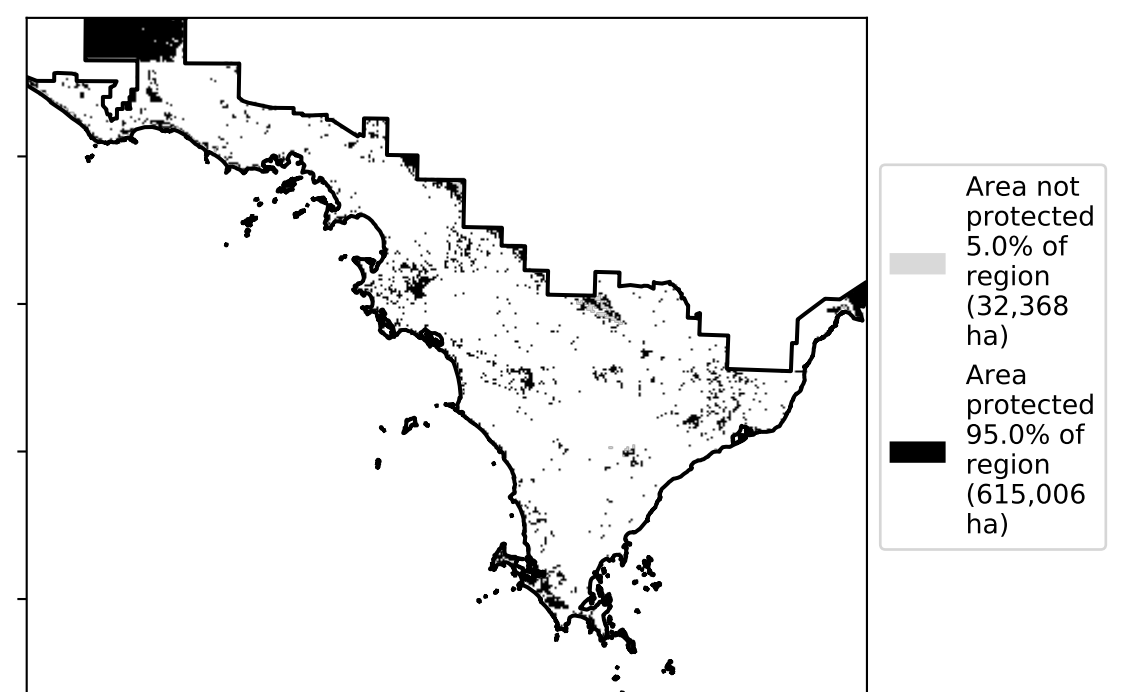 Area not
protected
5.0% of
region
(32,368
ha)
Area
protected
95.0% of
region
(615,006
ha)